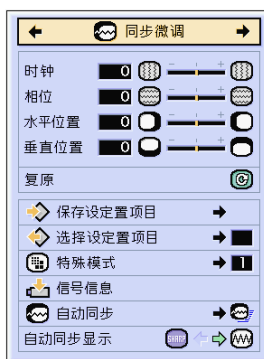 同步微调
时钟 0
相位 0
水平位置 0
垂直位置 0
复原
保存设定置项目
选择设定置项目
特殊模式 1
信号信息
自动同步
自动同步显示 SHARP